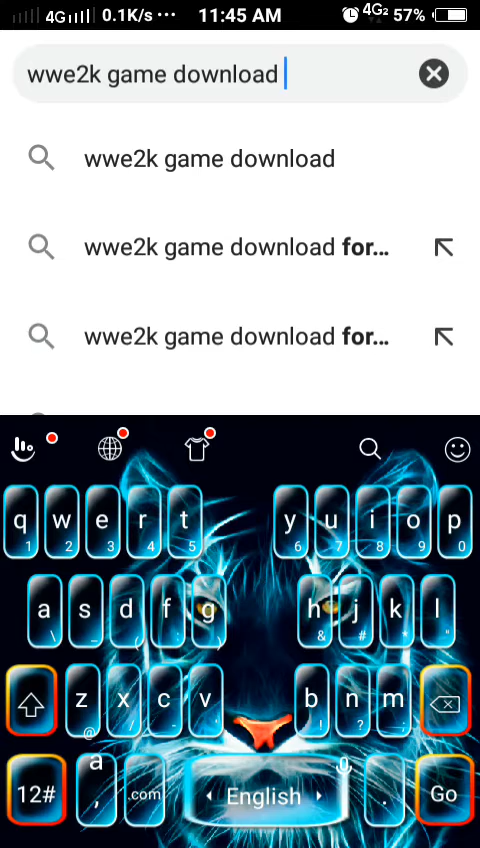 4G 0.1K/s ... 11:45 AM 4G2 57%
wwe2k game download
wwe2k game download
wwe2k game download for...
wwe2k game download for...
q w e r t y u i o p
1 2 3 4 5 6 7 8 9 0
a s d f g h j k l
\ _ ( : ) & # * "
z x c v b n m
@ / - ' ! ? ;
12# a , .com English . Go